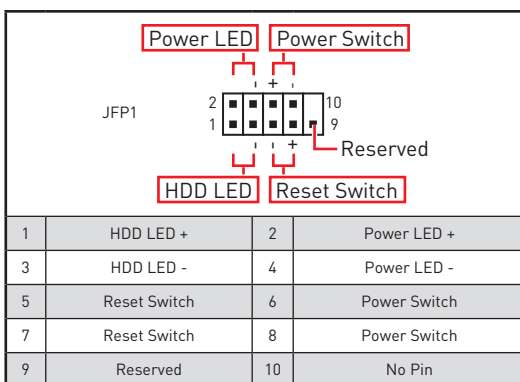 Power LED Power Switch
- + -
JFP1
2 10
1 9
Reserved
- - +
HDD LED Reset Switch
1 HDD LED + 2 Power LED +
3 HDD LED - 4 Power LED -
5 Reset Switch 6 Power Switch
7 Reset Switch 8 Power Switch
9 Reserved 10 No Pin